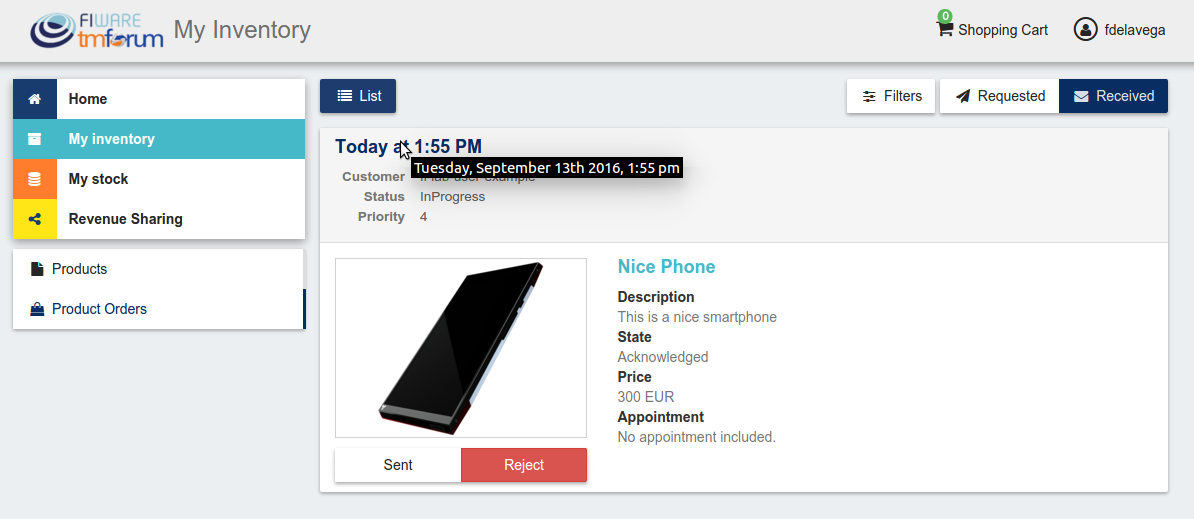 FIWARE
tmforum
My Inventory
0
Shopping Cart
fdelavega
Home
My inventory
My stock
Revenue Sharing
Products
Product Orders
List
Filters
Requested
Received
Today at 1:55 PM
Tuesday, September 13th 2016, 1:55 pm
Customer
Status InProgress
Priority 4
Nice Phone
Description
This is a nice smartphone
State
Acknowledged
Price
300 EUR
Appointment
No appointment included.
Sent
Reject